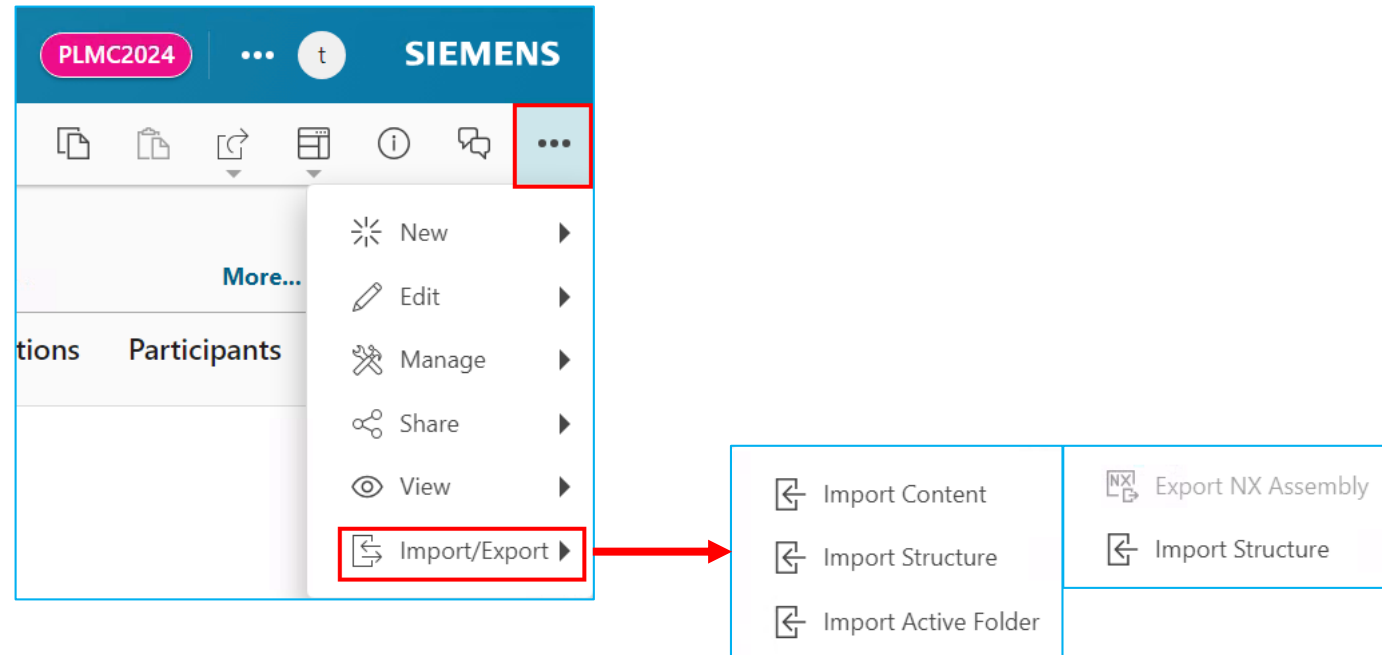 PLMC2024 ••• t SIEMENS
•••
New
More...
Edit
tions Participants
Manage
Share
View
Import/Export
Import Content
Import Structure
Import Active Folder
NX
Export NX Assembly
Import Structure